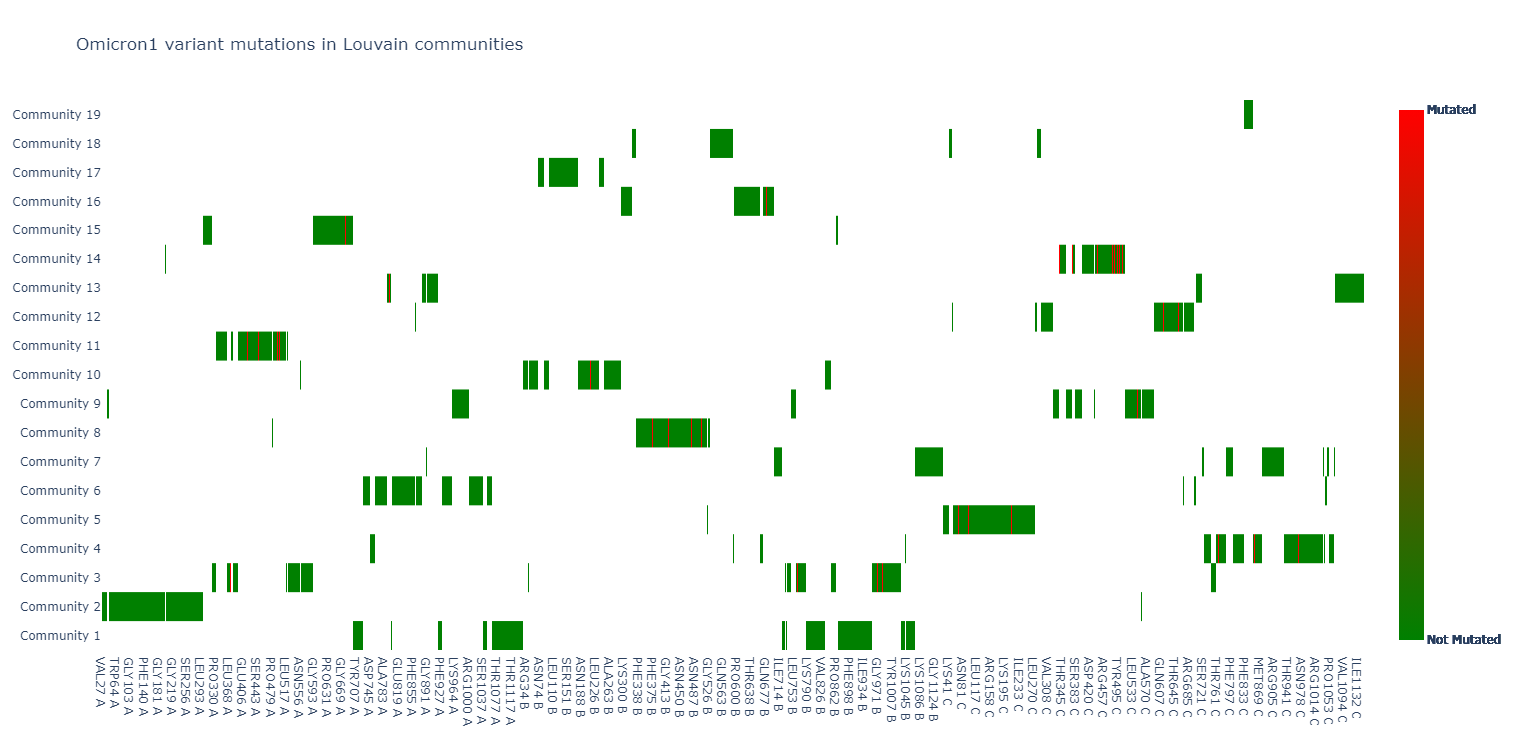 Omicron1 variant mutations in Louvain communities
Mutated
Community 19
Community 18
Community 17
Community 16
Community 15
Community 14
Community 13
Community 12
Community 11
Community 10
Community 9
Community 8
Community 7
Community 6
Community 5
Community 4
Community 3
Community 2
Community 1
Not Mutated
VAL27 A
TRP64 A
GLY103 A
PHE140 A
GLY181 A
GLY219 A
SER256 A
LEU293 A
PRO330 A
LEU368 A
GLU406 A
SER443 A
PRO479 A
LEU517 A
ASN556 A
GLY593 A
PRO631 A
GLY669 A
TYR707 A
ASP745 A
ALA783 A
GLU819 A
PHE855 A
GLY891 A
PHE927 A
LYS964 A
ARG1000 A
SER1037 A
THR1077 A
THR1117 A
ARG34 B
ASN74 B
LEU110 B
SER151 B
ASN188 B
LEU226 B
ALA263 B
LYS300 B
PHE338 B
PHE375 B
GLY413 B
ASN450 B
ASN487 B
GLY526 B
GLN563 B
PRO600 B
THR638 B
GLN677 B
ILE714 B
LEU753 B
LYS790 B
VAL826 B
PRO862 B
PHE898 B
ILE934 B
GLY971 B
TYR1007 B
LYS1045 B
LYS1086 B
GLY1124 B
LYS41 C
ASN81 C
LEU117 C
ARG158 C
LYS195 C
ILE233 C
LEU270 C
VAL308 C
THR345 C
SER383 C
ASP420 C
ARG457 C
TYR495 C
LEU533 C
ALA570 C
GLN607 C
THR645 C
ARG685 C
SER721 C
THR761 C
PHE797 C
PHE833 C
MET869 C
ARG905 C
THR941 C
ASN978 C
ARG1014 C
PRO1053 C
VAL1094 C
ILE1132 C